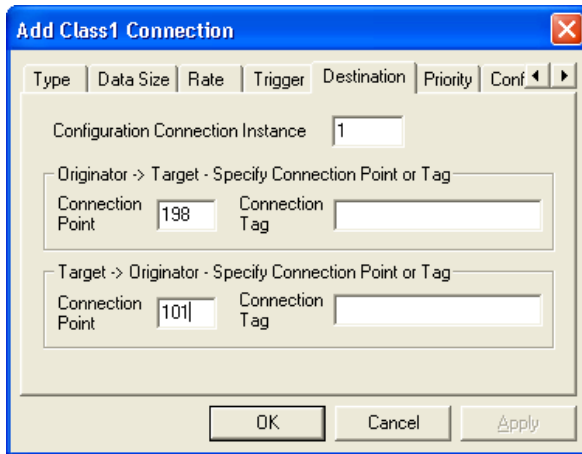 Add Class1 Connection
Type Data Size Rate Trigger Destination Priority Conf
Configuration Connection Instance 1
Originator -> Target - Specify Connection Point or Tag
Connection Point 198 Connection Tag
Target -> Originator - Specify Connection Point or Tag
Connection Point 101 Connection Tag
OK Cancel Apply